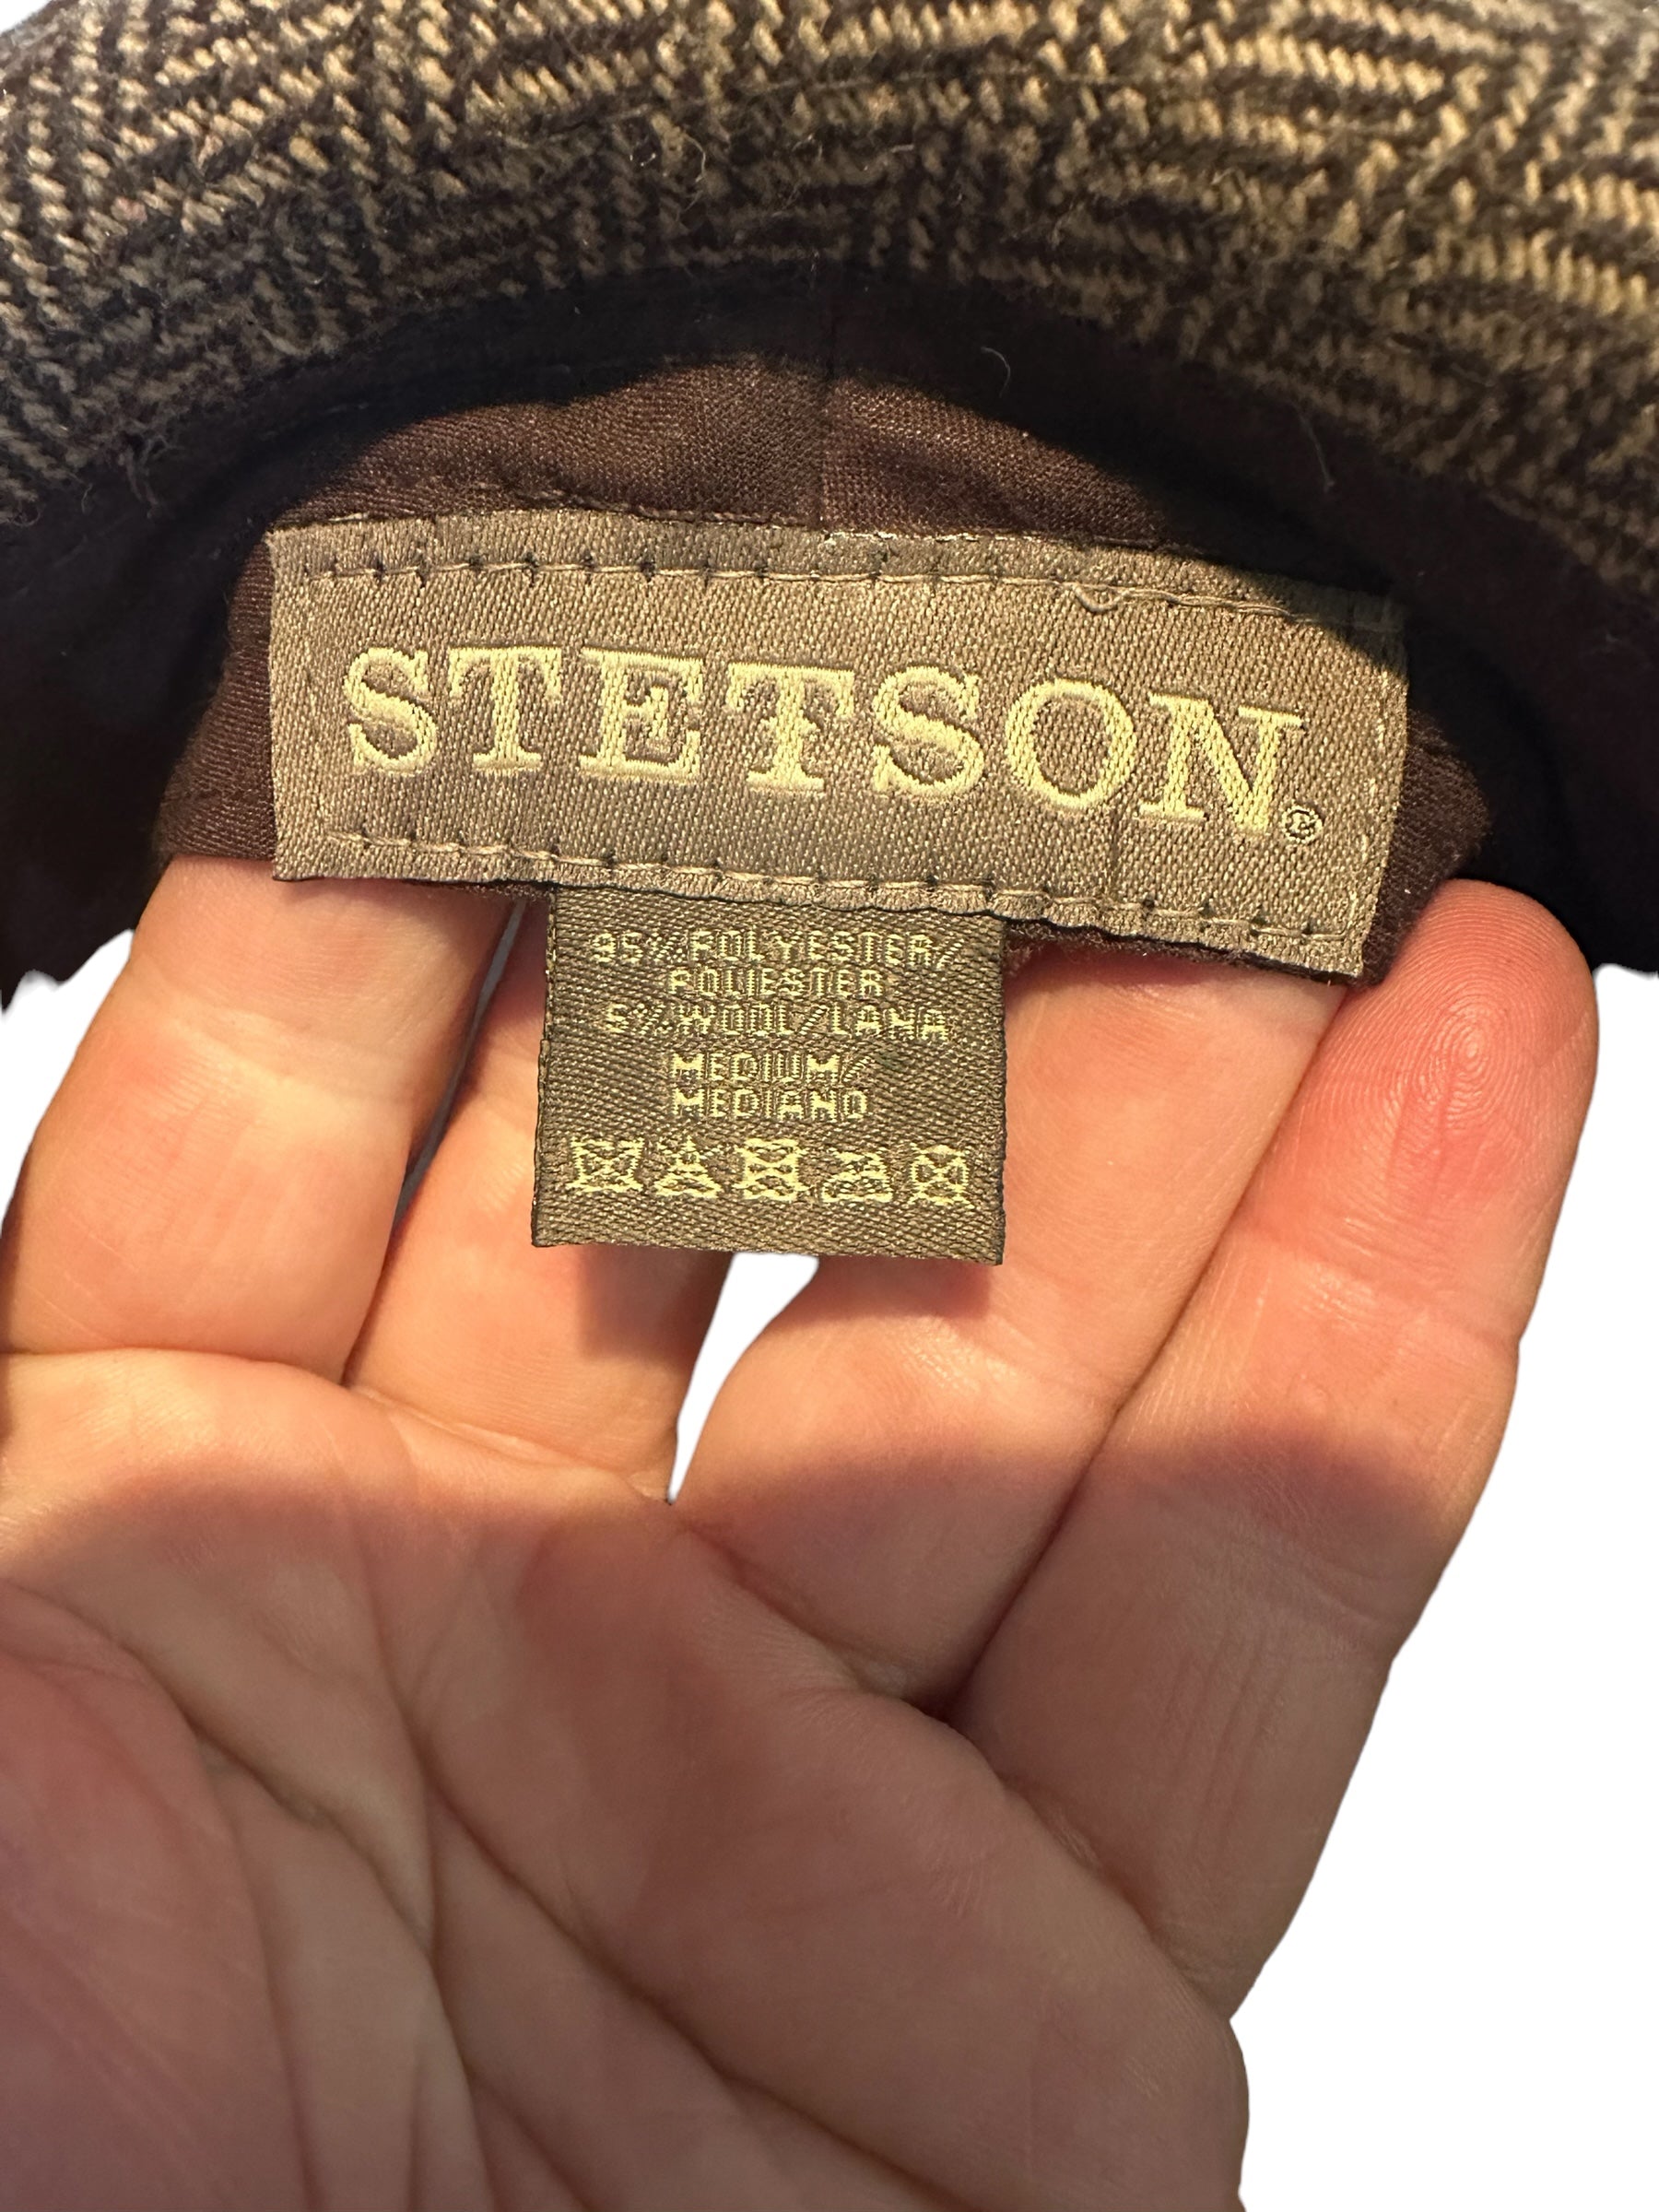 STETSON®
95% POLYESTER/
POLIESTER
5% WOOL/LANA
MEDIUM/
MEDIANO